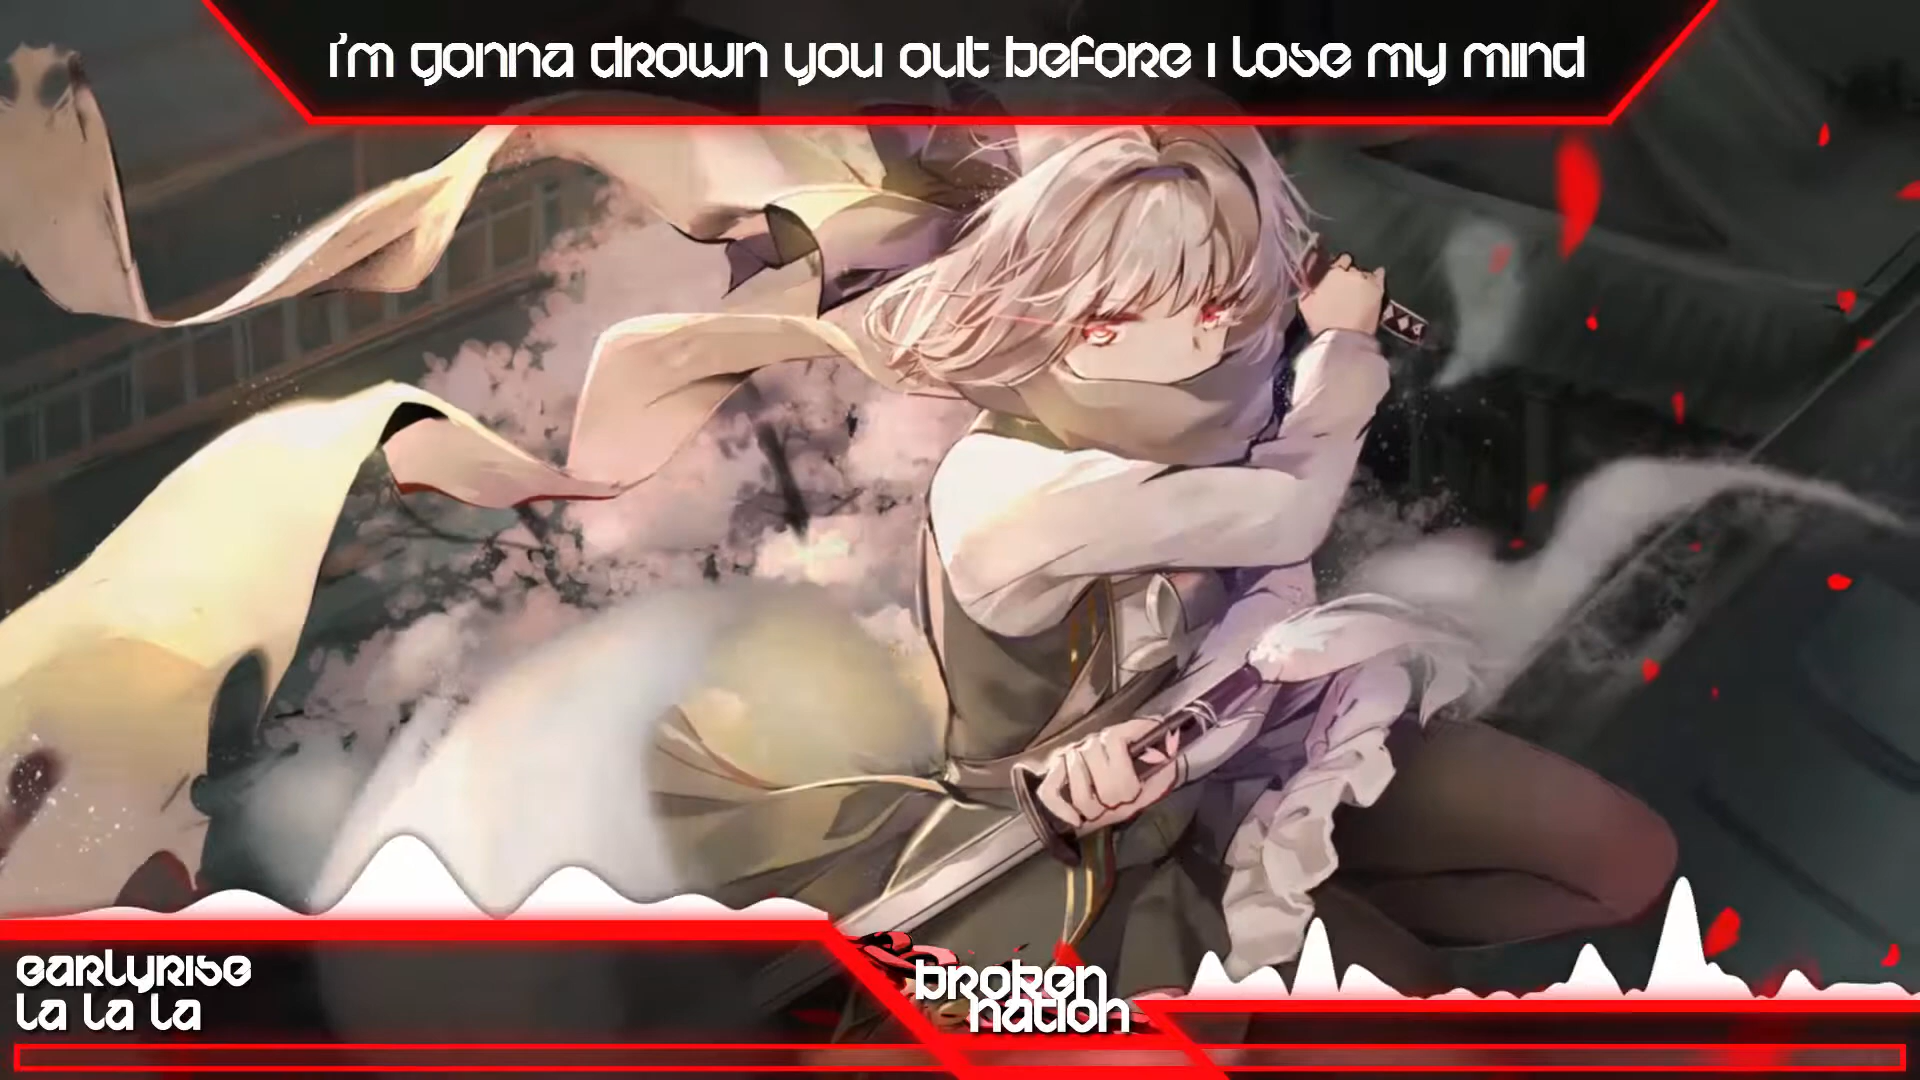 I'm gonna drown you out before I lose my mind
Earlyrise
La La La
Broken
Nation